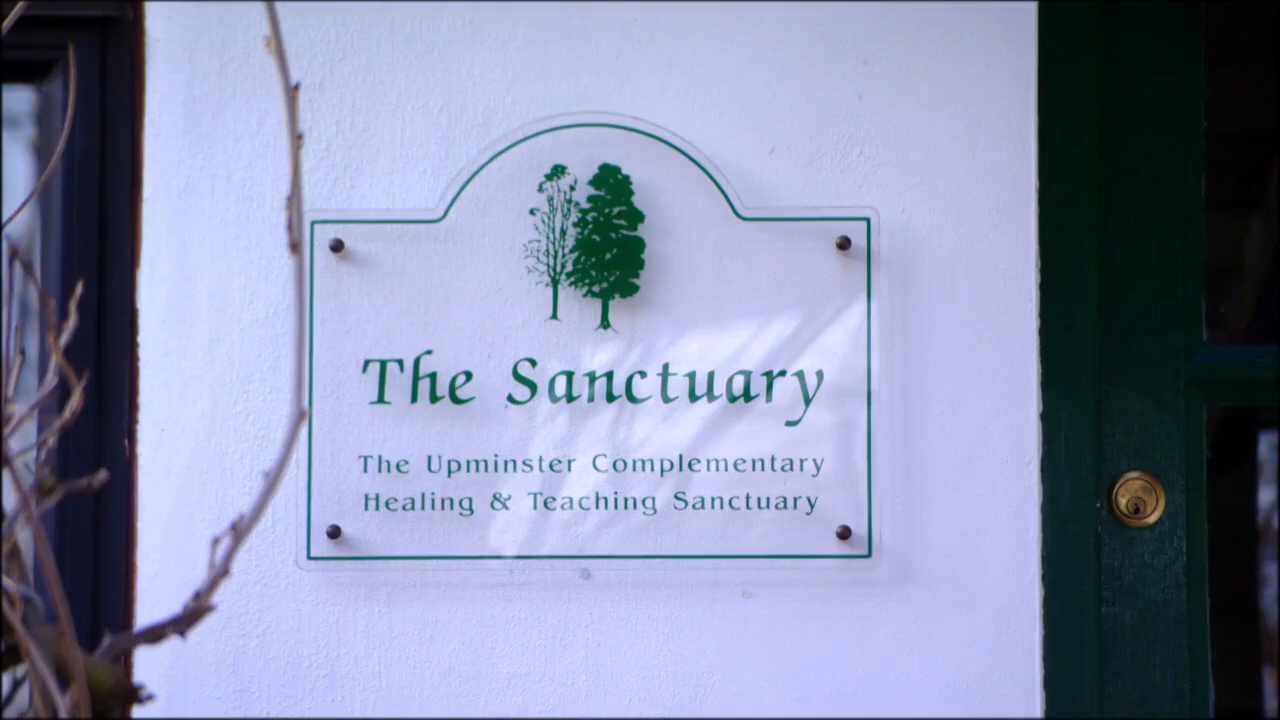 The Sanctuary
The Upminster Complementary
Healing & Teaching Sanctuary